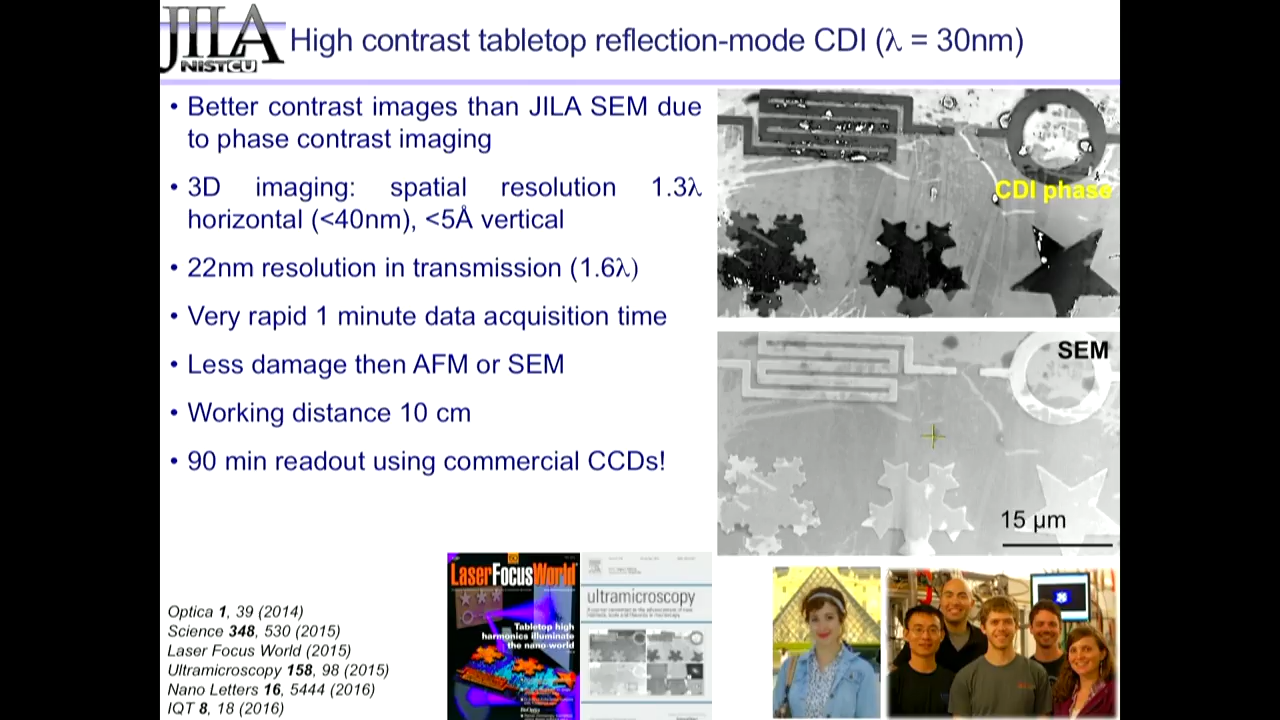 JILA
NIST CU
High contrast tabletop reflection-mode CDI (λ = 30nm)
• Better contrast images than JILA SEM due
to phase contrast imaging
• 3D imaging: spatial resolution 1.3λ
horizontal (<40nm), <5Å vertical
• 22nm resolution in transmission (1.6λ)
• Very rapid 1 minute data acquisition time
• Less damage then AFM or SEM
• Working distance 10 cm
• 90 min readout using commercial CCDs!
CDI phase
SEM
15 µm
Optica 1, 39 (2014)
Science 348, 530 (2015)
Laser Focus World (2015)
Ultramicroscopy 158, 98 (2015)
Nano Letters 16, 5444 (2016)
IQT 8, 18 (2016)
LaserFocusWorld
Tabletop high
harmonics illuminate
the nano-world
ultramicroscopy